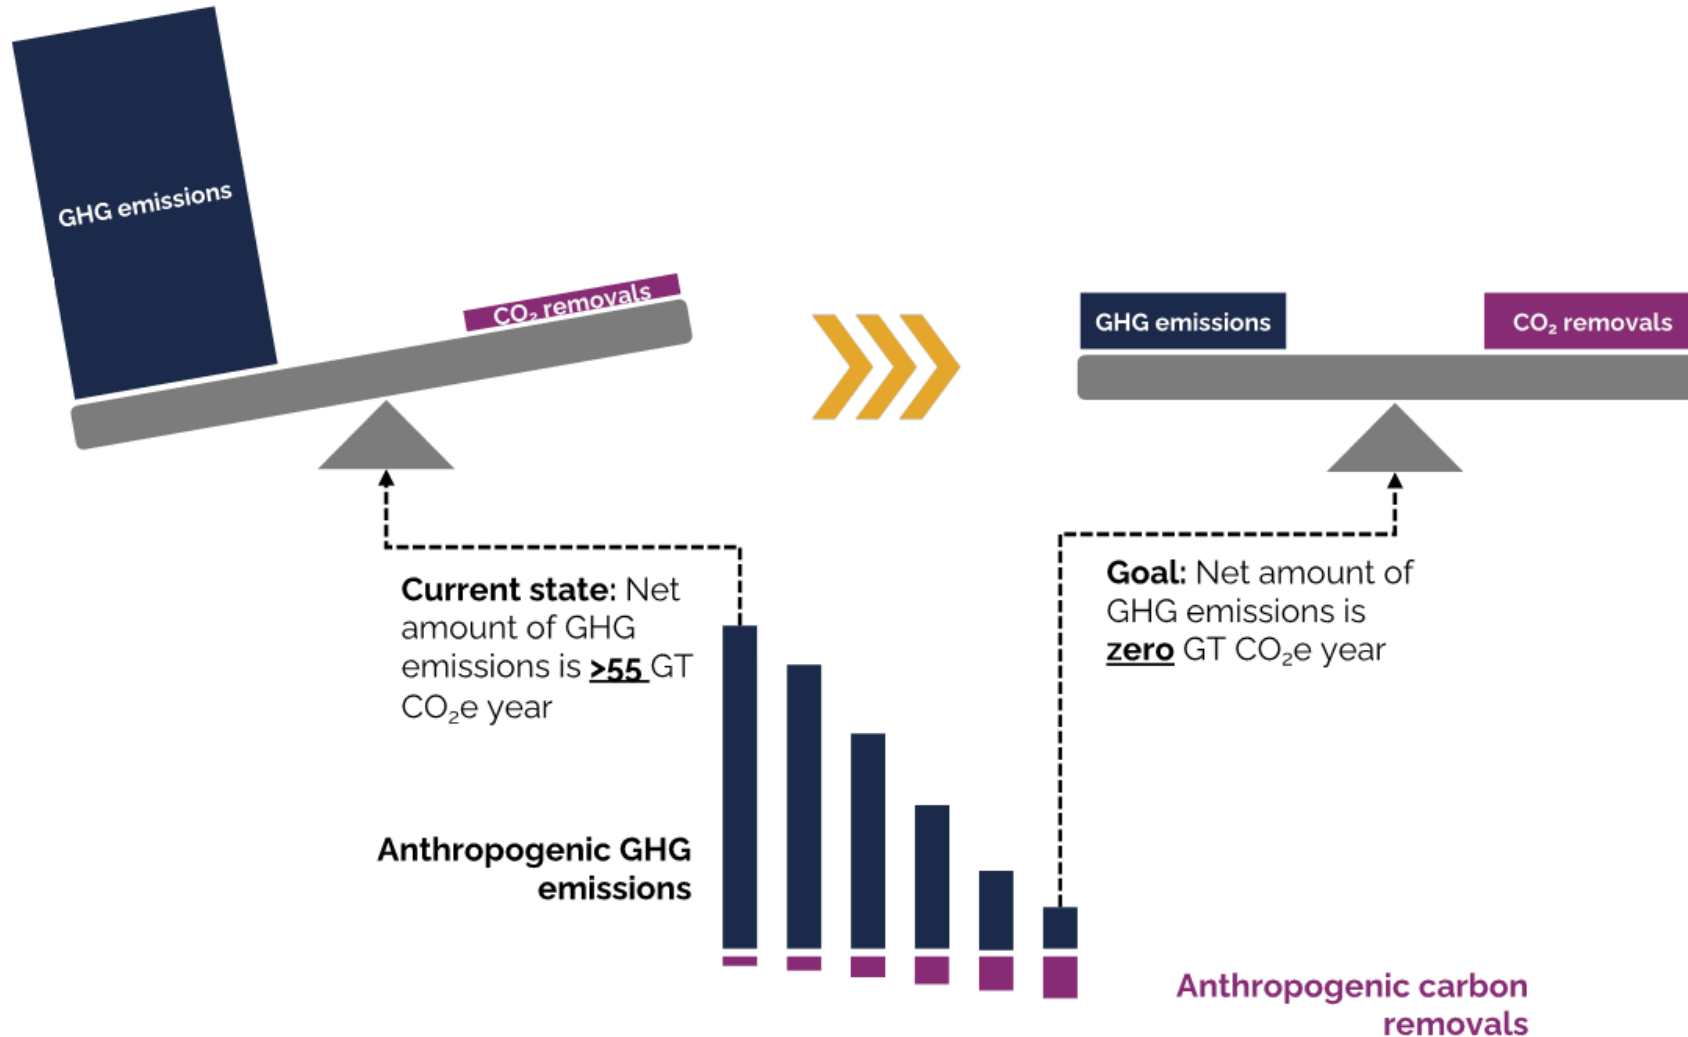 GHG emissions
CO₂ removals
GHG emissions
CO₂ removals
Current state: Net
amount of GHG
emissions is >55 GT
CO₂e year
Goal: Net amount of
GHG emissions is
zero GT CO₂e year
Anthropogenic GHG
emissions
Anthropogenic carbon
removals